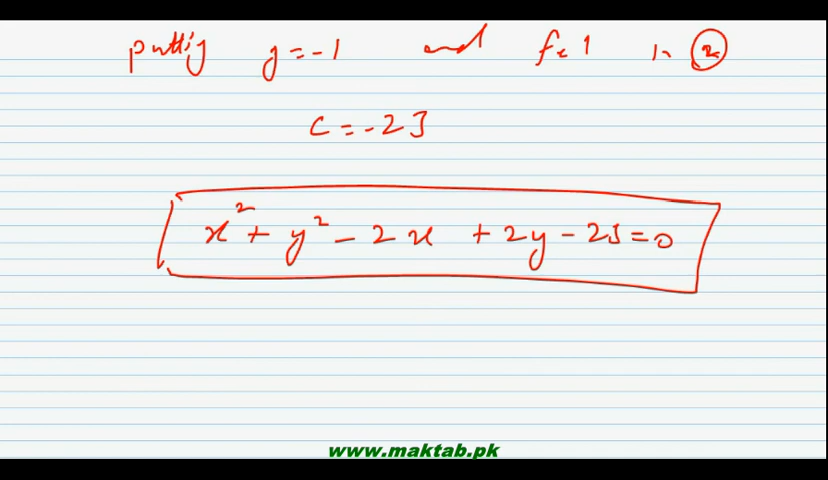 putting g = -1 and f = 1 in ②
c = -23
x² + y² - 2x + 2y - 23 = 0
www.maktab.pk